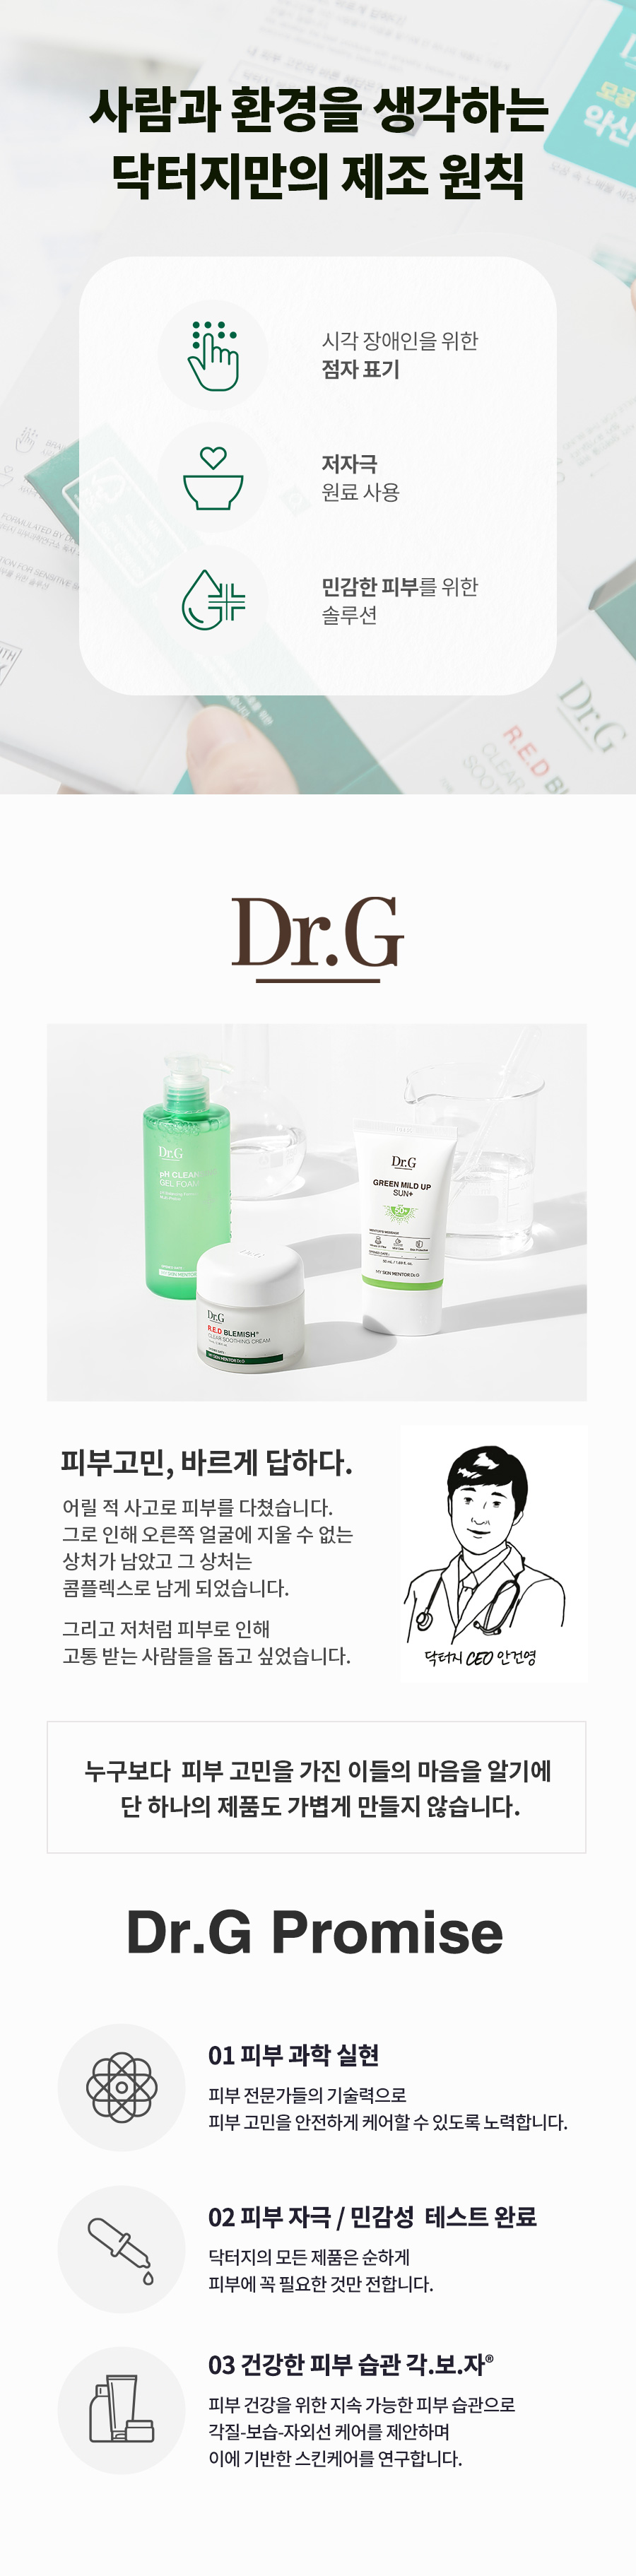 사람과 환경을 생각하는
닥터지만의 제조 원칙
시각 장애인을 위한
점자 표기
저자극
원료 사용
민감한 피부를 위한
솔루션
Dr.G
R.E.D
Dr.G
Dr.G
pH CLEAN
GEL FOAM
Dr.G
GREEN MILD UP
SUN+
50+
MY SKIN MENTOR Dr.G
Dr.G
Dr.G
R.E.D BLEMISH®
CLEAR SOOTHING CREAM
MY SKIN MENTOR Dr.G
피부고민, 바르게 답하다.
어릴 적 사고로 피부를 다쳤습니다.
그로 인해 오른쪽 얼굴에 지울 수 없는
상처가 남았고 그 상처는
콤플렉스로 남게 되었습니다.
그리고 저처럼 피부로 인해
고통 받는 사람들을 돕고 싶었습니다.
닥터지 CEO 안건영
누구보다 피부 고민을 가진 이들의 마음을 알기에
단 하나의 제품도 가볍게 만들지 않습니다.
Dr.G Promise
01 피부 과학 실현
피부 전문가들의 기술력으로
피부 고민을 안전하게 케어할 수 있도록 노력합니다.
02 피부 자극 / 민감성 테스트 완료
닥터지의 모든 제품은 순하게
피부에 꼭 필요한 것만 전합니다.
03 건강한 피부 습관 각.보.자®
피부 건강을 위한 지속 가능한 피부 습관으로
각질-보습-자외선 케어를 제안하며
이에 기반한 스킨케어를 연구합니다.